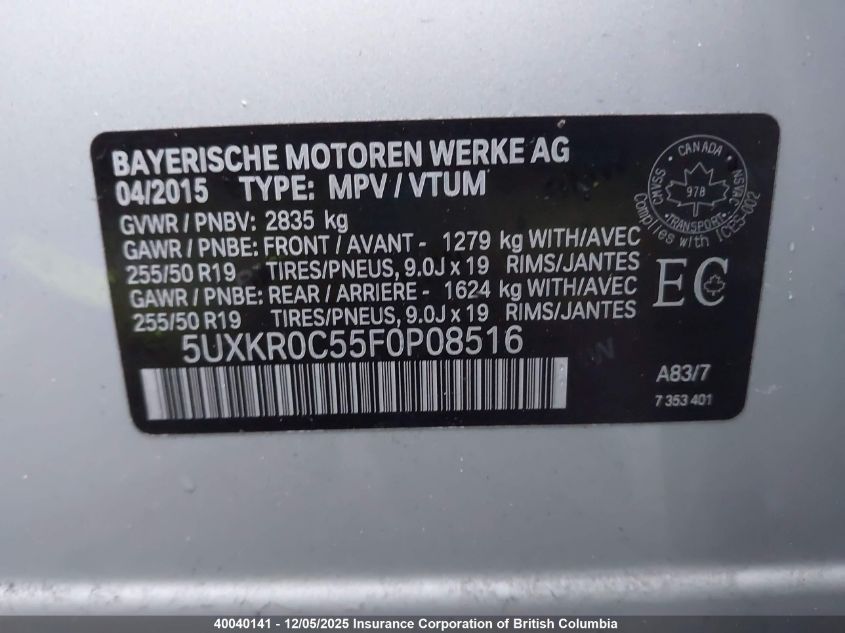 BAYERISCHE MOTOREN WERKE AG
04/2015 TYPE: MPV / VTUM
GVWR / PNBV: 2835 kg
GAWR / PNBE: FRONT / AVANT - 1279 kg WITH/AVEC
255/50 R19 TIRES/PNEUS, 9.0J x 19 RIMS/JANTES
GAWR / PNBE: REAR / ARRIERE - 1624 kg WITH/AVEC
255/50 R19 TIRES/PNEUS, 9.0J x 19 RIMS/JANTES
5UXKR0C55F0P08516
CANADA
CMVSS
NSVAC
978
TRANSPORT
Complies with ICES-002
EC
A83/7
7 353 401
40040141 - 12/05/2025 Insurance Corporation of British Columbia